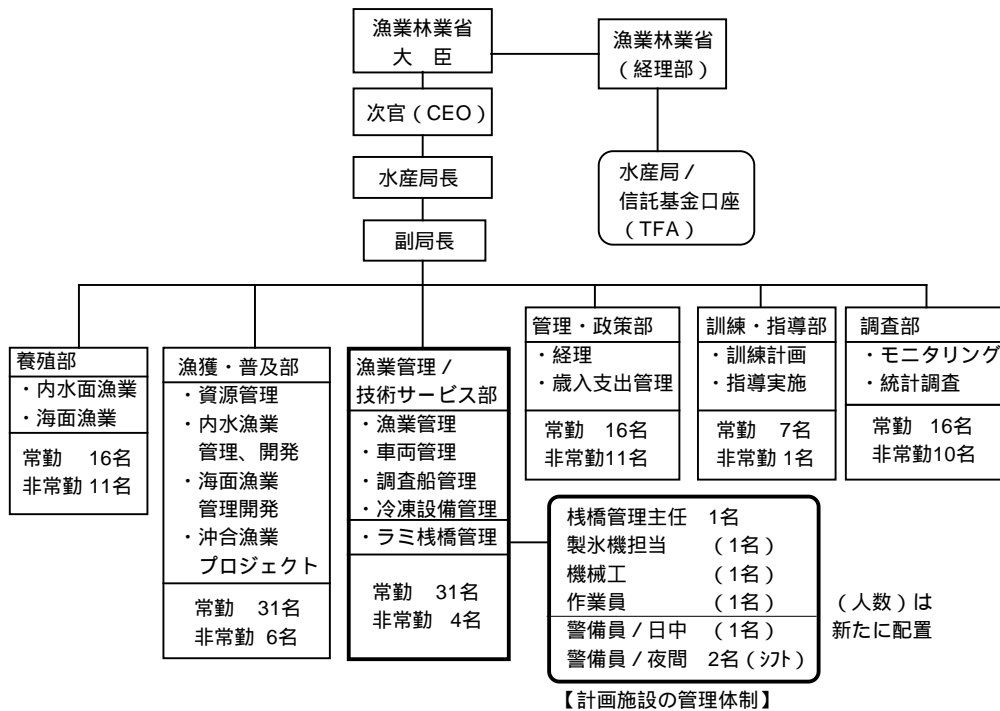 漁業林業省
大　臣
漁業林業省
（経理部）
次官（CEO）
水産局長
水産局 /
信託基金口座
（TFA）
副局長
養殖部
・内水面漁業
・海面漁業
常勤　16名
非常勤 11名
漁獲・普及部
・資源管理
・内水漁業
管理、開発
・海面漁業
管理開発
・沖合漁業
プロジェクト
常勤　31名
非常勤 6名
漁業管理 /
技術サービス部
・漁業管理
・車両管理
・調査船管理
・冷凍設備管理
・ラミ桟橋管理
常勤　31名
非常勤　4名
管理・政策部
・経理
・歳入支出管理
常勤　16名
非常勤11名
訓練・指導部
・訓練計画
・指導実施
常勤　7名
非常勤 1名
調査部
・モニタリング
・統計調査
常勤　16名
非常勤10名
桟橋管理主任　1名
製氷機担当　（1名）
機械工　（1名）
作業員　（1名）
警備員 / 日中　（1名）
警備員 / 夜間　2名（ｼﾌﾄ）
（人数）は
新たに配置
【計画施設の管理体制】